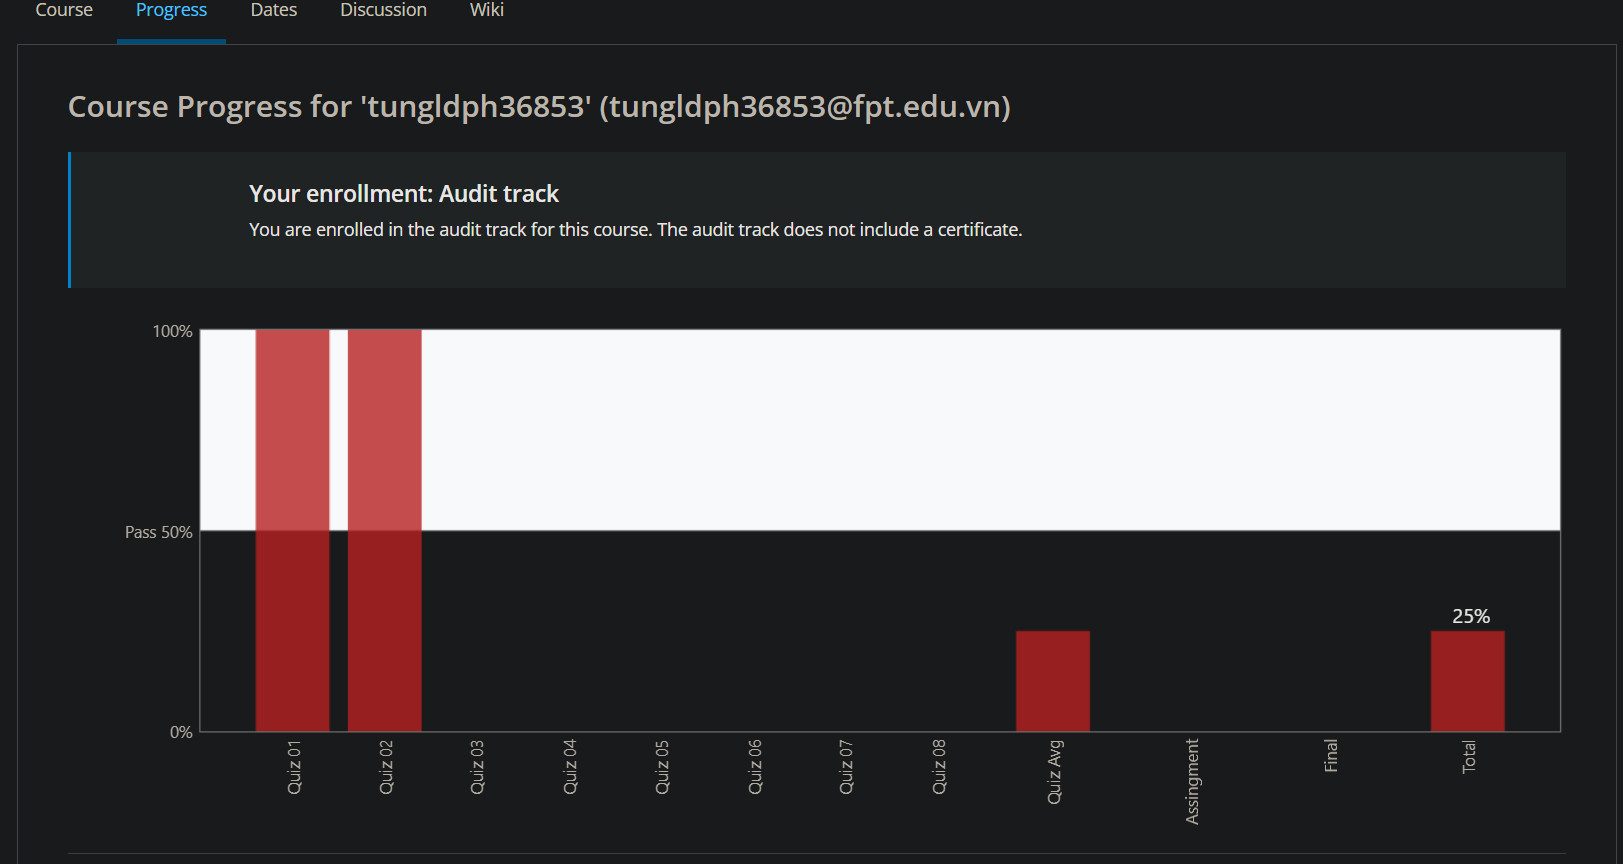 Course Progress Dates Discussion Wiki
Course Progress for 'tungldph36853' (tungldph36853@fpt.edu.vn)
Your enrollment: Audit track
You are enrolled in the audit track for this course. The audit track does not include a certificate.
100%
Pass 50%
0%
25%
Quiz 01
Quiz 02
Quiz 03
Quiz 04
Quiz 05
Quiz 06
Quiz 07
Quiz 08
Quiz Avg
Assingment
Final
Total